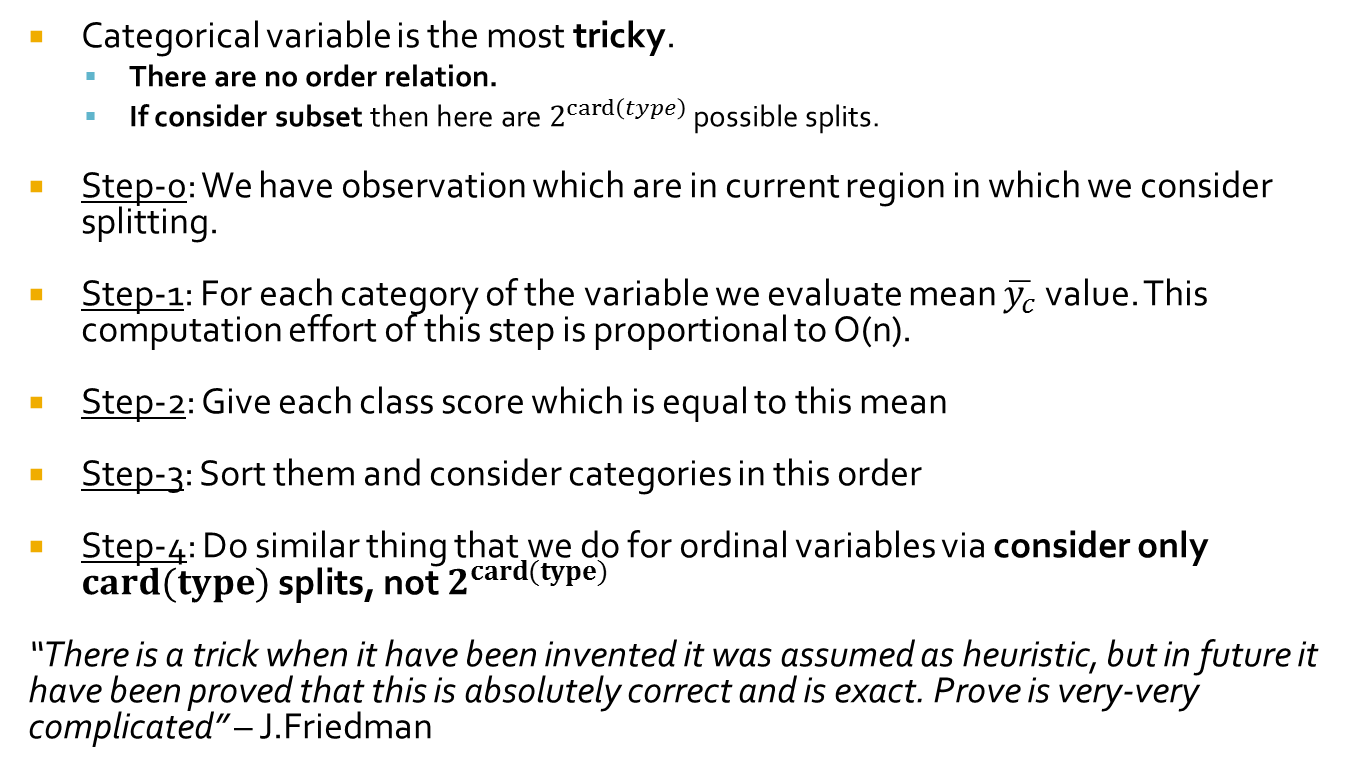 Categorical variable is the most tricky.
There are no order relation.
If consider subset then here are 2^card(type) possible splits.
Step-0: We have observation which are in current region in which we consider
splitting.
Step-1: For each category of the variable we evaluate mean y̅_c value. This
computation effort of this step is proportional to O(n).
Step-2: Give each class score which is equal to this mean
Step-3: Sort them and consider categories in this order
Step-4: Do similar thing that we do for ordinal variables via consider only
card(type) splits, not 2^card(type)
“There is a trick when it have been invented it was assumed as heuristic, but in future it
have been proved that this is absolutely correct and is exact. Prove is very-very
complicated” – J.Friedman